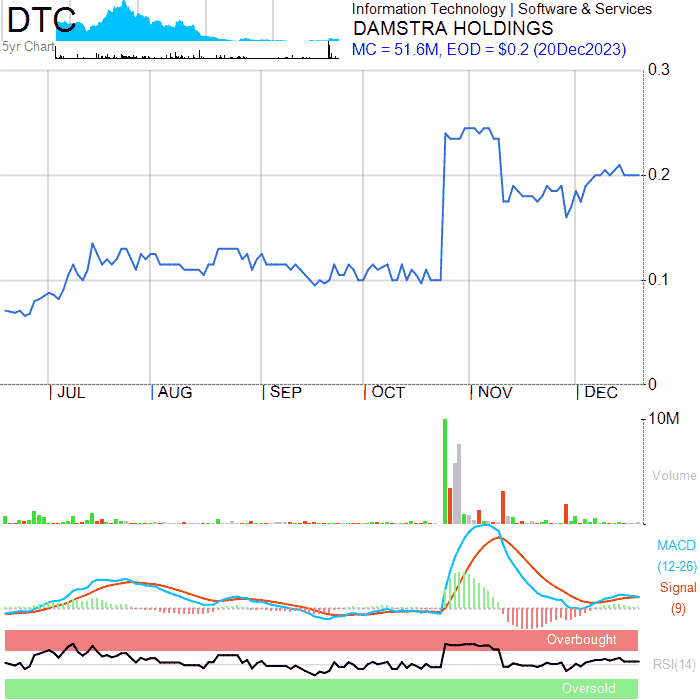 DTC
5yr Chart
Information Technology | Software & Services
DAMSTRA HOLDINGS
MC = 51.6M, EOD = $0.2 (20Dec2023)
0.3
0.2
0.1
0
JUL AUG SEP OCT NOV DEC
10M
Volume
MACD
(12-26)
Signal
(9)
Overbought
RSI(14)
Oversold